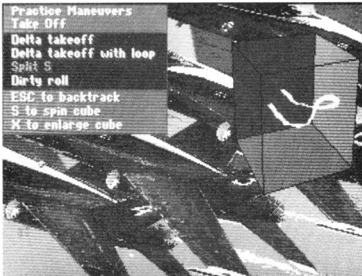 Practice Maneuvers
Take Off
Delta takeoff
Delta takeoff with loop
Split S
Dirty roll
ESC to backtrack
S to spin cube
X to enlarge cube